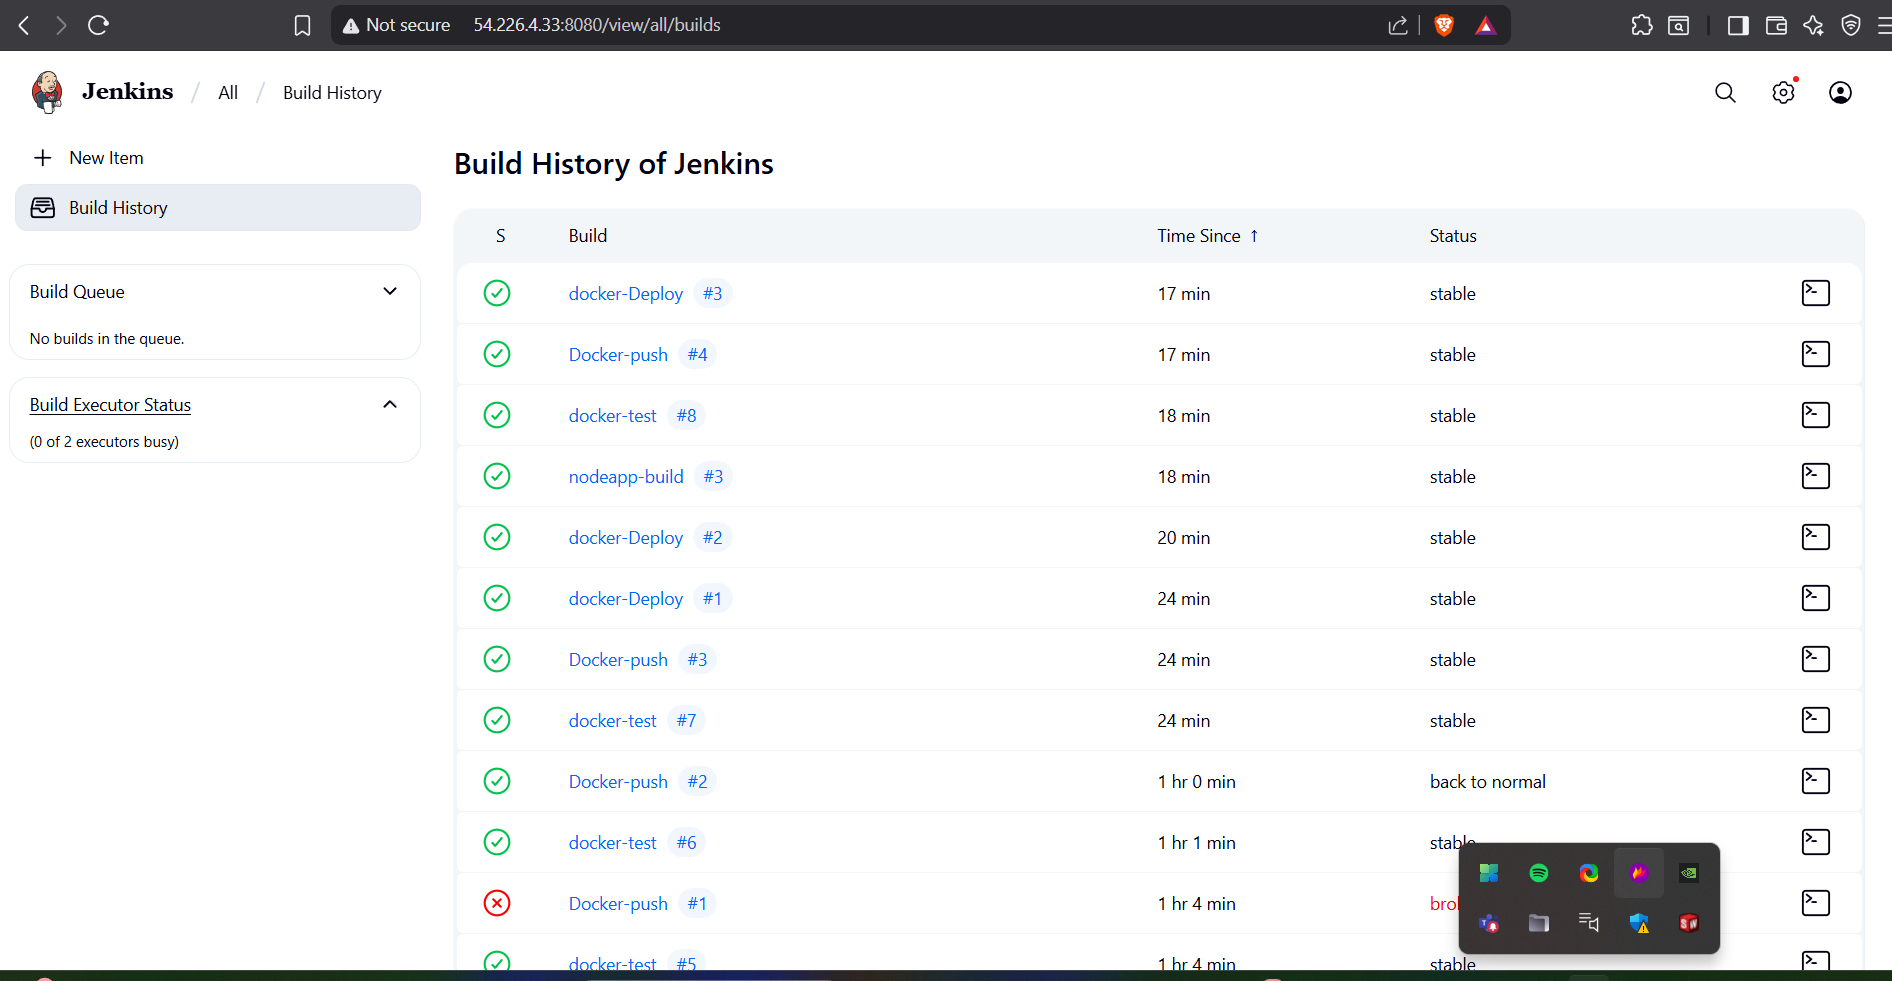 Not secure 54.226.4.33:8080/view/all/builds
Jenkins / All / Build History
New Item
Build History
Build Queue
No builds in the queue.
Build Executor Status
(0 of 2 executors busy)
Build History of Jenkins
S Build Time Since ↑ Status
docker-Deploy #3 17 min stable
Docker-push #4 17 min stable
docker-test #8 18 min stable
nodeapp-build #3 18 min stable
docker-Deploy #2 20 min stable
docker-Deploy #1 24 min stable
Docker-push #3 24 min stable
docker-test #7 24 min stable
Docker-push #2 1 hr 0 min back to normal
docker-test #6 1 hr 1 min stable
Docker-push #1 1 hr 4 min
docker-test #5 1 hr 4 min stable